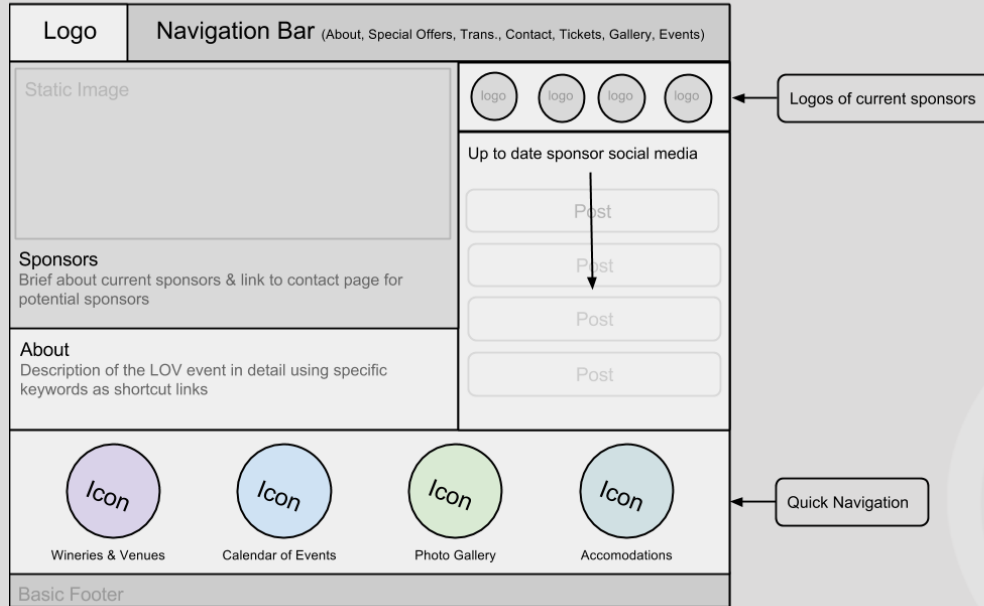 Logo
Navigation Bar (About, Special Offers, Trans., Contact, Tickets, Gallery, Events)
Static Image
logo
logo
logo
logo
Logos of current sponsors
Up to date sponsor social media
Post
Post
Post
Post
Sponsors
Brief about current sponsors & link to contact page for
potential sponsors
About
Description of the LOV event in detail using specific
keywords as shortcut links
Icon
Icon
Icon
Icon
Wineries & Venues
Calendar of Events
Photo Gallery
Accomodations
Quick Navigation
Basic Footer